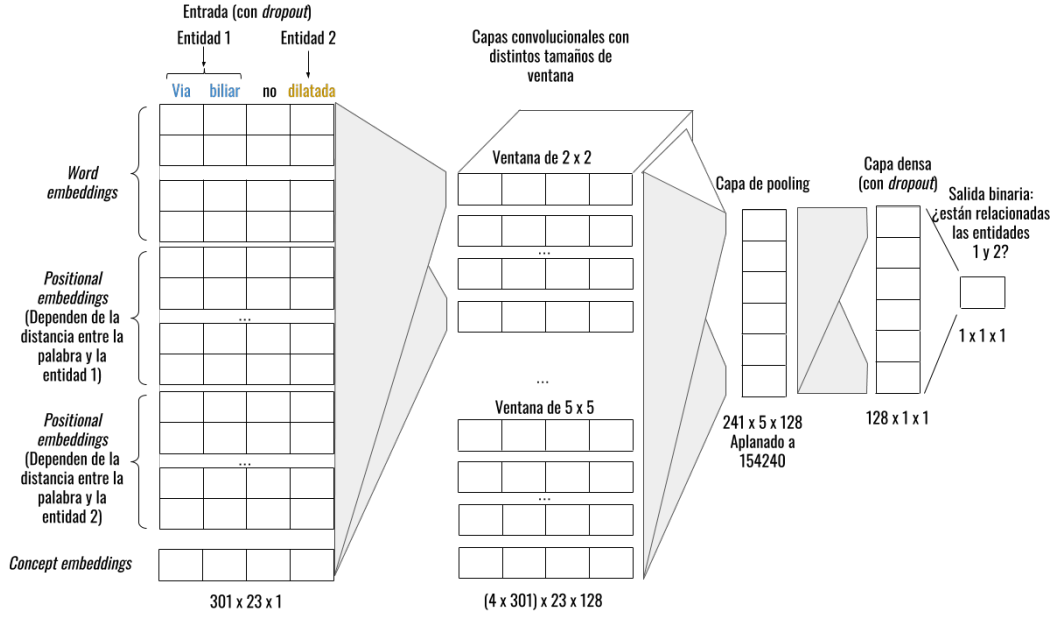 Entrada (con dropout)
Entidad 1
Entidad 2
Via biliar no dilatada
Word
embeddings
Positional
embeddings
(Dependen de la
distancia entre la
palabra y la
entidad 1)
...
Positional
embeddings
(Dependen de la
distancia entre la
palabra y la
entidad 2)
...
Concept embeddings
301 x 23 x 1
Capas convolucionales con
distintos tamaños de
ventana
Ventana de 2 x 2
...
...
Ventana de 5 x 5
...
(4 x 301) x 23 x 128
Capa de pooling
241 x 5 x 128
Aplanado a
154240
Capa densa
(con dropout)
128 x 1 x 1
Salida binaria:
¿están relacionadas
las entidades
1 y 2?
1 x 1 x 1